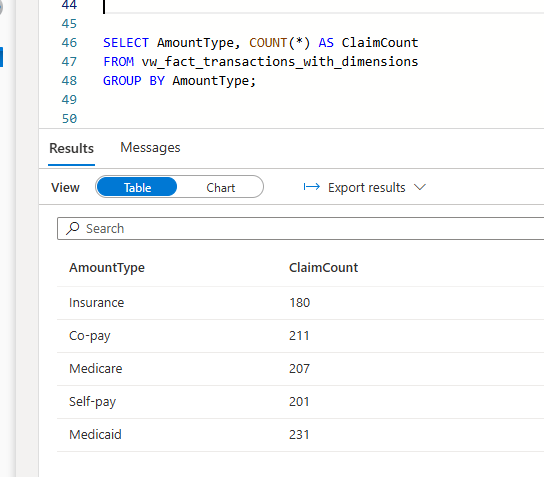 44
45
46 SELECT AmountType, COUNT(*) AS ClaimCount
47 FROM vw_fact_transactions_with_dimensions
48 GROUP BY AmountType;
49
50
Results Messages
View Table Chart Export results
Search
AmountType ClaimCount
Insurance 180
Co-pay 211
Medicare 207
Self-pay 201
Medicaid 231